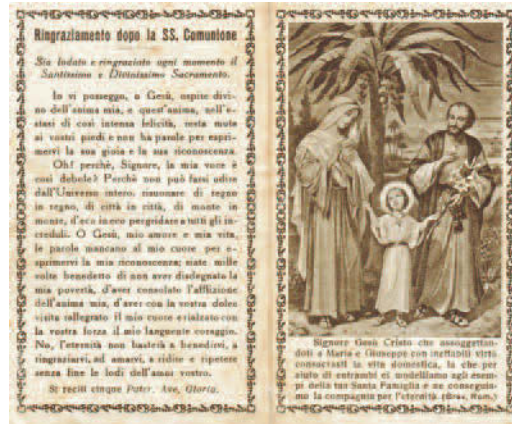 Ringraziamento dopo la SS. Comunione
Sia lodato e ringraziato ogni momento il
Santissimo e Divinissimo Sacramento.
Io vi posseggo, o Gesù, ospite divi-
no dell'anima mia, e quest'anima, nell'e-
stasi di così intensa felicità, resta muta
ai vostri piedi e non ha parole per espri-
mervi la sua gioia e la sua riconoscenza.
Oh! perchè, Signore, la mia voce è
così debole? Perchè non può farsi udire
dall'Universo intero, risuonare di regno
in regno, di città in città, di monte in
monte, d'eco in eco per gridare a tutti gli in-
creduli. O Gesù, mio amore e mia vita,
le parole mancano al mio cuore per e-
sprimervi la mia riconoscenza; siate mille
volte benedetto di non aver disdegnata la
mia povertà, d'aver consolato l'afflizione
dell'anima mia, d'aver con la vostra dolce
visita rallegrato il mio cuore e rialzato con
la vostra forza il mio languente coraggio.
No, l'eternità non basterà a benedirvi, a
ringraziarvi, ad amarvi, a ridire e ripetere
senza fine le lodi dell'amor vostro.
Si reciti cinque Pater, Ave, Gloria.
Signore Gesù Cristo che assoggettan-
doti a Maria e Giuseppe con ineffabili virtù
consacrasti la vita domestica, fa che per
aiuto di entrambi ci modelliamo agli esem-
pi della tua Santa Famiglia e ne conseguia-
mo la compagnia per l'eternità